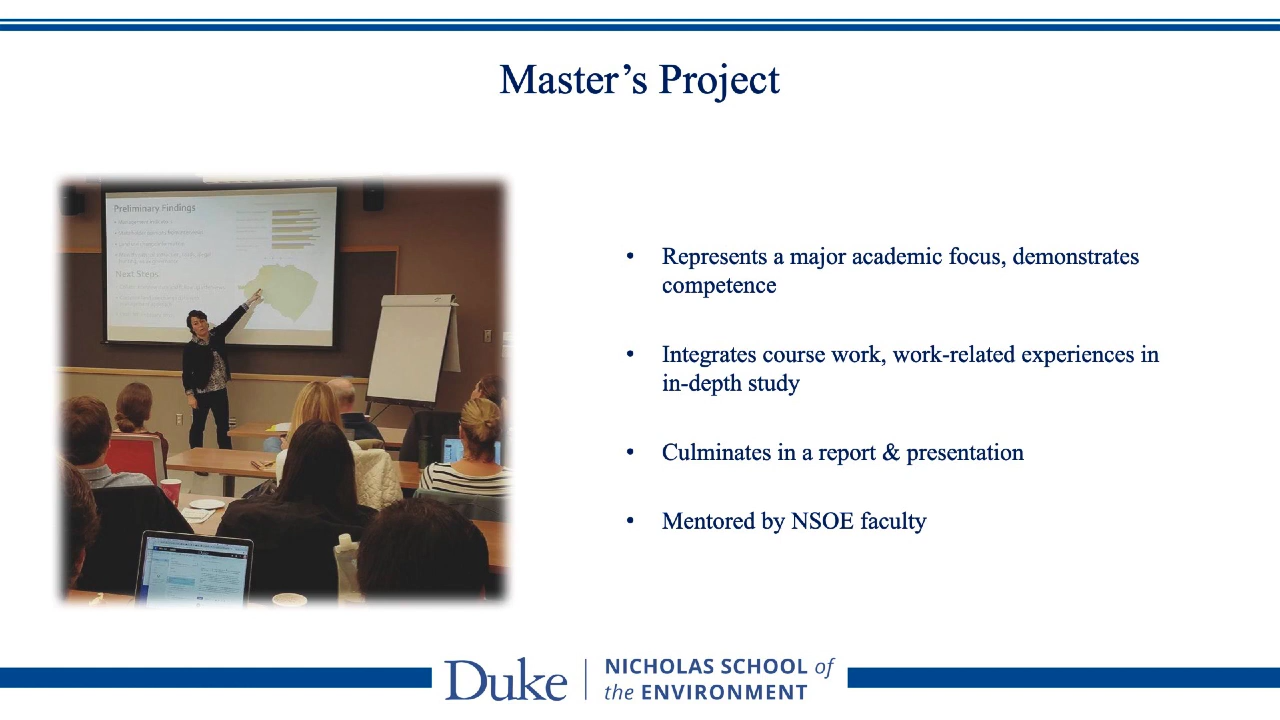 Master’s Project
Preliminary Findings
Next Steps
• Represents a major academic focus, demonstrates
competence
• Integrates course work, work-related experiences in
in-depth study
• Culminates in a report & presentation
• Mentored by NSOE faculty
Duke
NICHOLAS SCHOOL of
the ENVIRONMENT